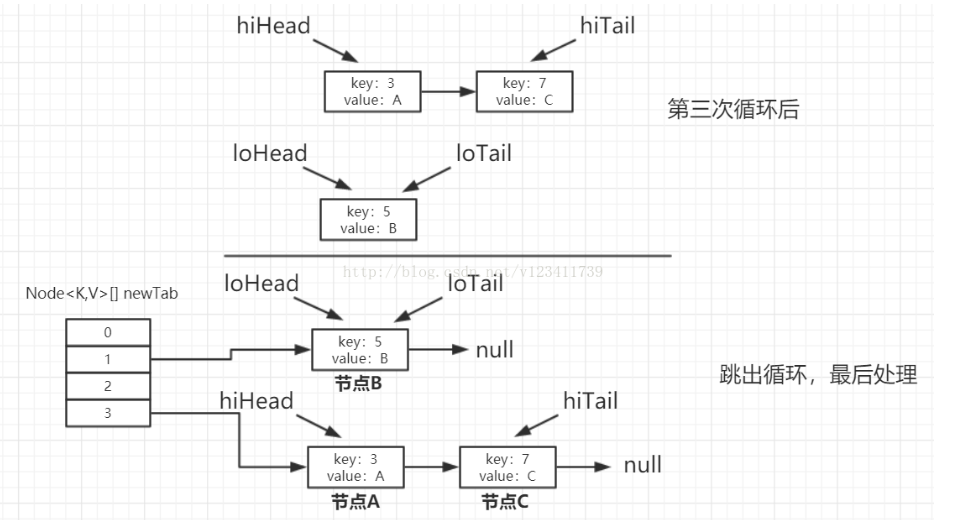 hiHead
hiTail
key: 3
value: A
key: 7
value: C
第三次循环后
loHead
loTail
key: 5
value: B
http://blog.csdn.net/v123411739
loHead
loTail
Node<K,V>[] newTab
0
1
2
3
key: 5
value: B
null
节点B
跳出循环，最后处理
hiHead
hiTail
key: 3
value: A
key: 7
value: C
null
节点A
节点C